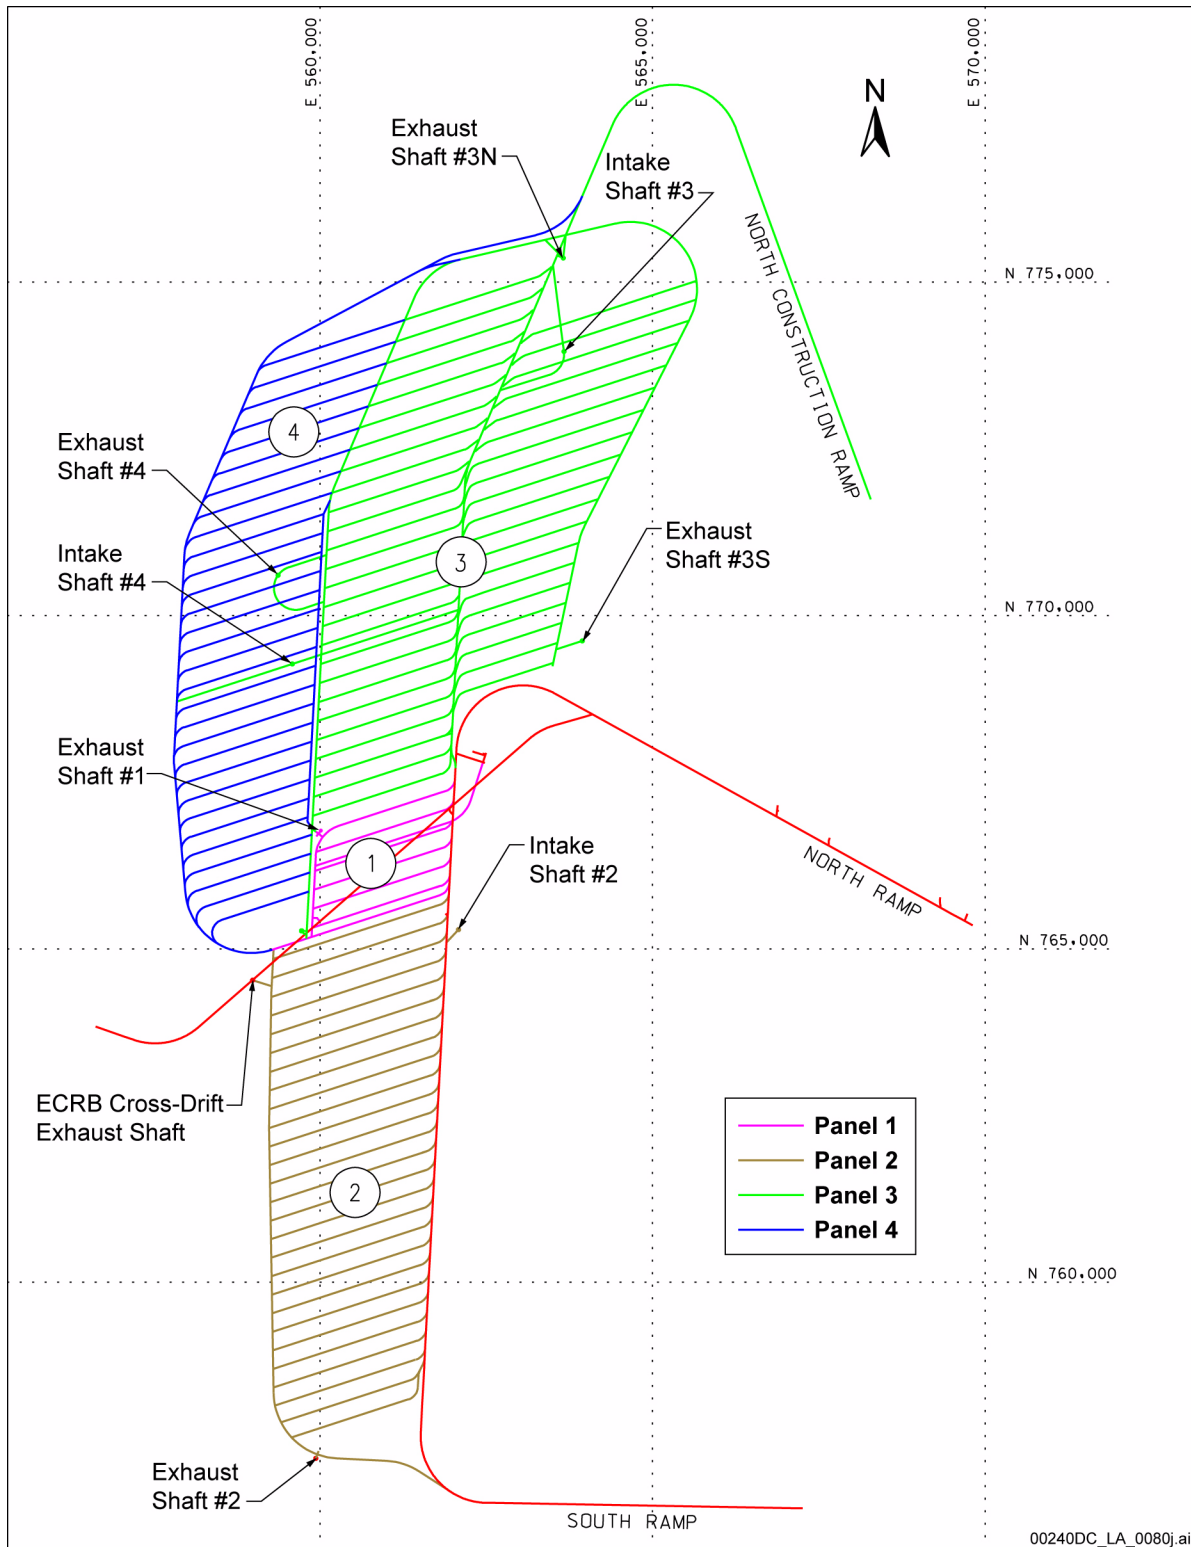 E 560,000
E 565,000
E 570,000
N
Exhaust
Shaft #3N
Intake
Shaft #3
NORTH CONSTRUCTION RAMP
N 775,000
4
Exhaust
Shaft #4
Intake
Shaft #4
3
Exhaust
Shaft #3S
N 770,000
Exhaust
Shaft #1
1
Intake
Shaft #2
NORTH RAMP
N 765,000
ECRB Cross-Drift
Exhaust Shaft
2
Panel 1
Panel 2
Panel 3
Panel 4
N 760,000
Exhaust
Shaft #2
SOUTH RAMP
00240DC_LA_0080j.ai